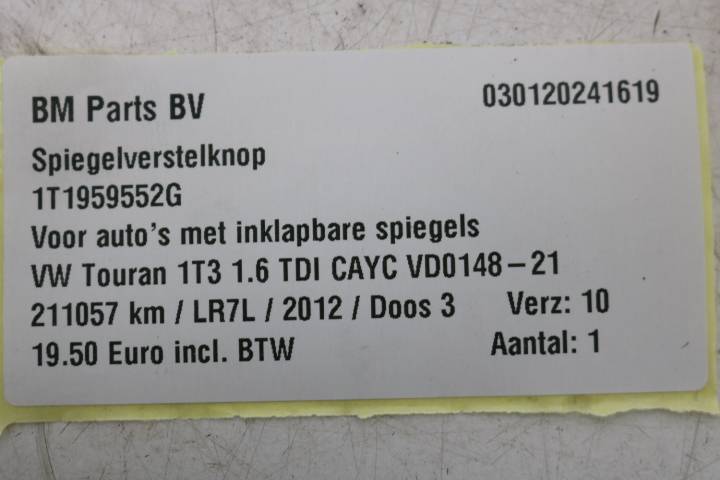 BM Parts BV 030120241619
Spiegelverstelknop
1T1959552G
Voor auto's met inklapbare spiegels
VW Touran 1T3 1.6 TDI CAYC VD0148-21
211057 km / LR7L / 2012 / Doos 3 Verz: 10
19.50 Euro incl. BTW Aantal: 1